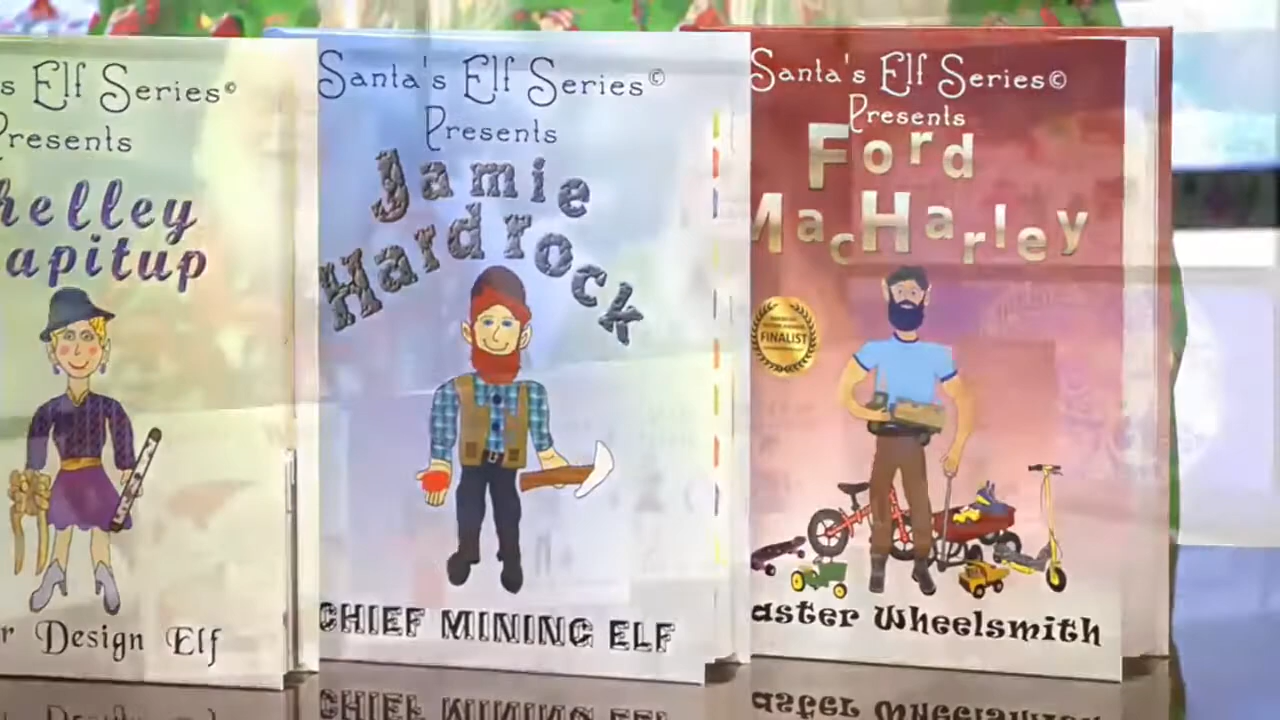 s Elf Series©
Presents
helley
apitup
r Design Elf
Santa's Elf Series©
Presents
Jamie
Hardrock
CHIEF MINING ELF
Santa's Elf Series©
Presents
Ford
MacHarley
FINALIST
aster Wheelsmith